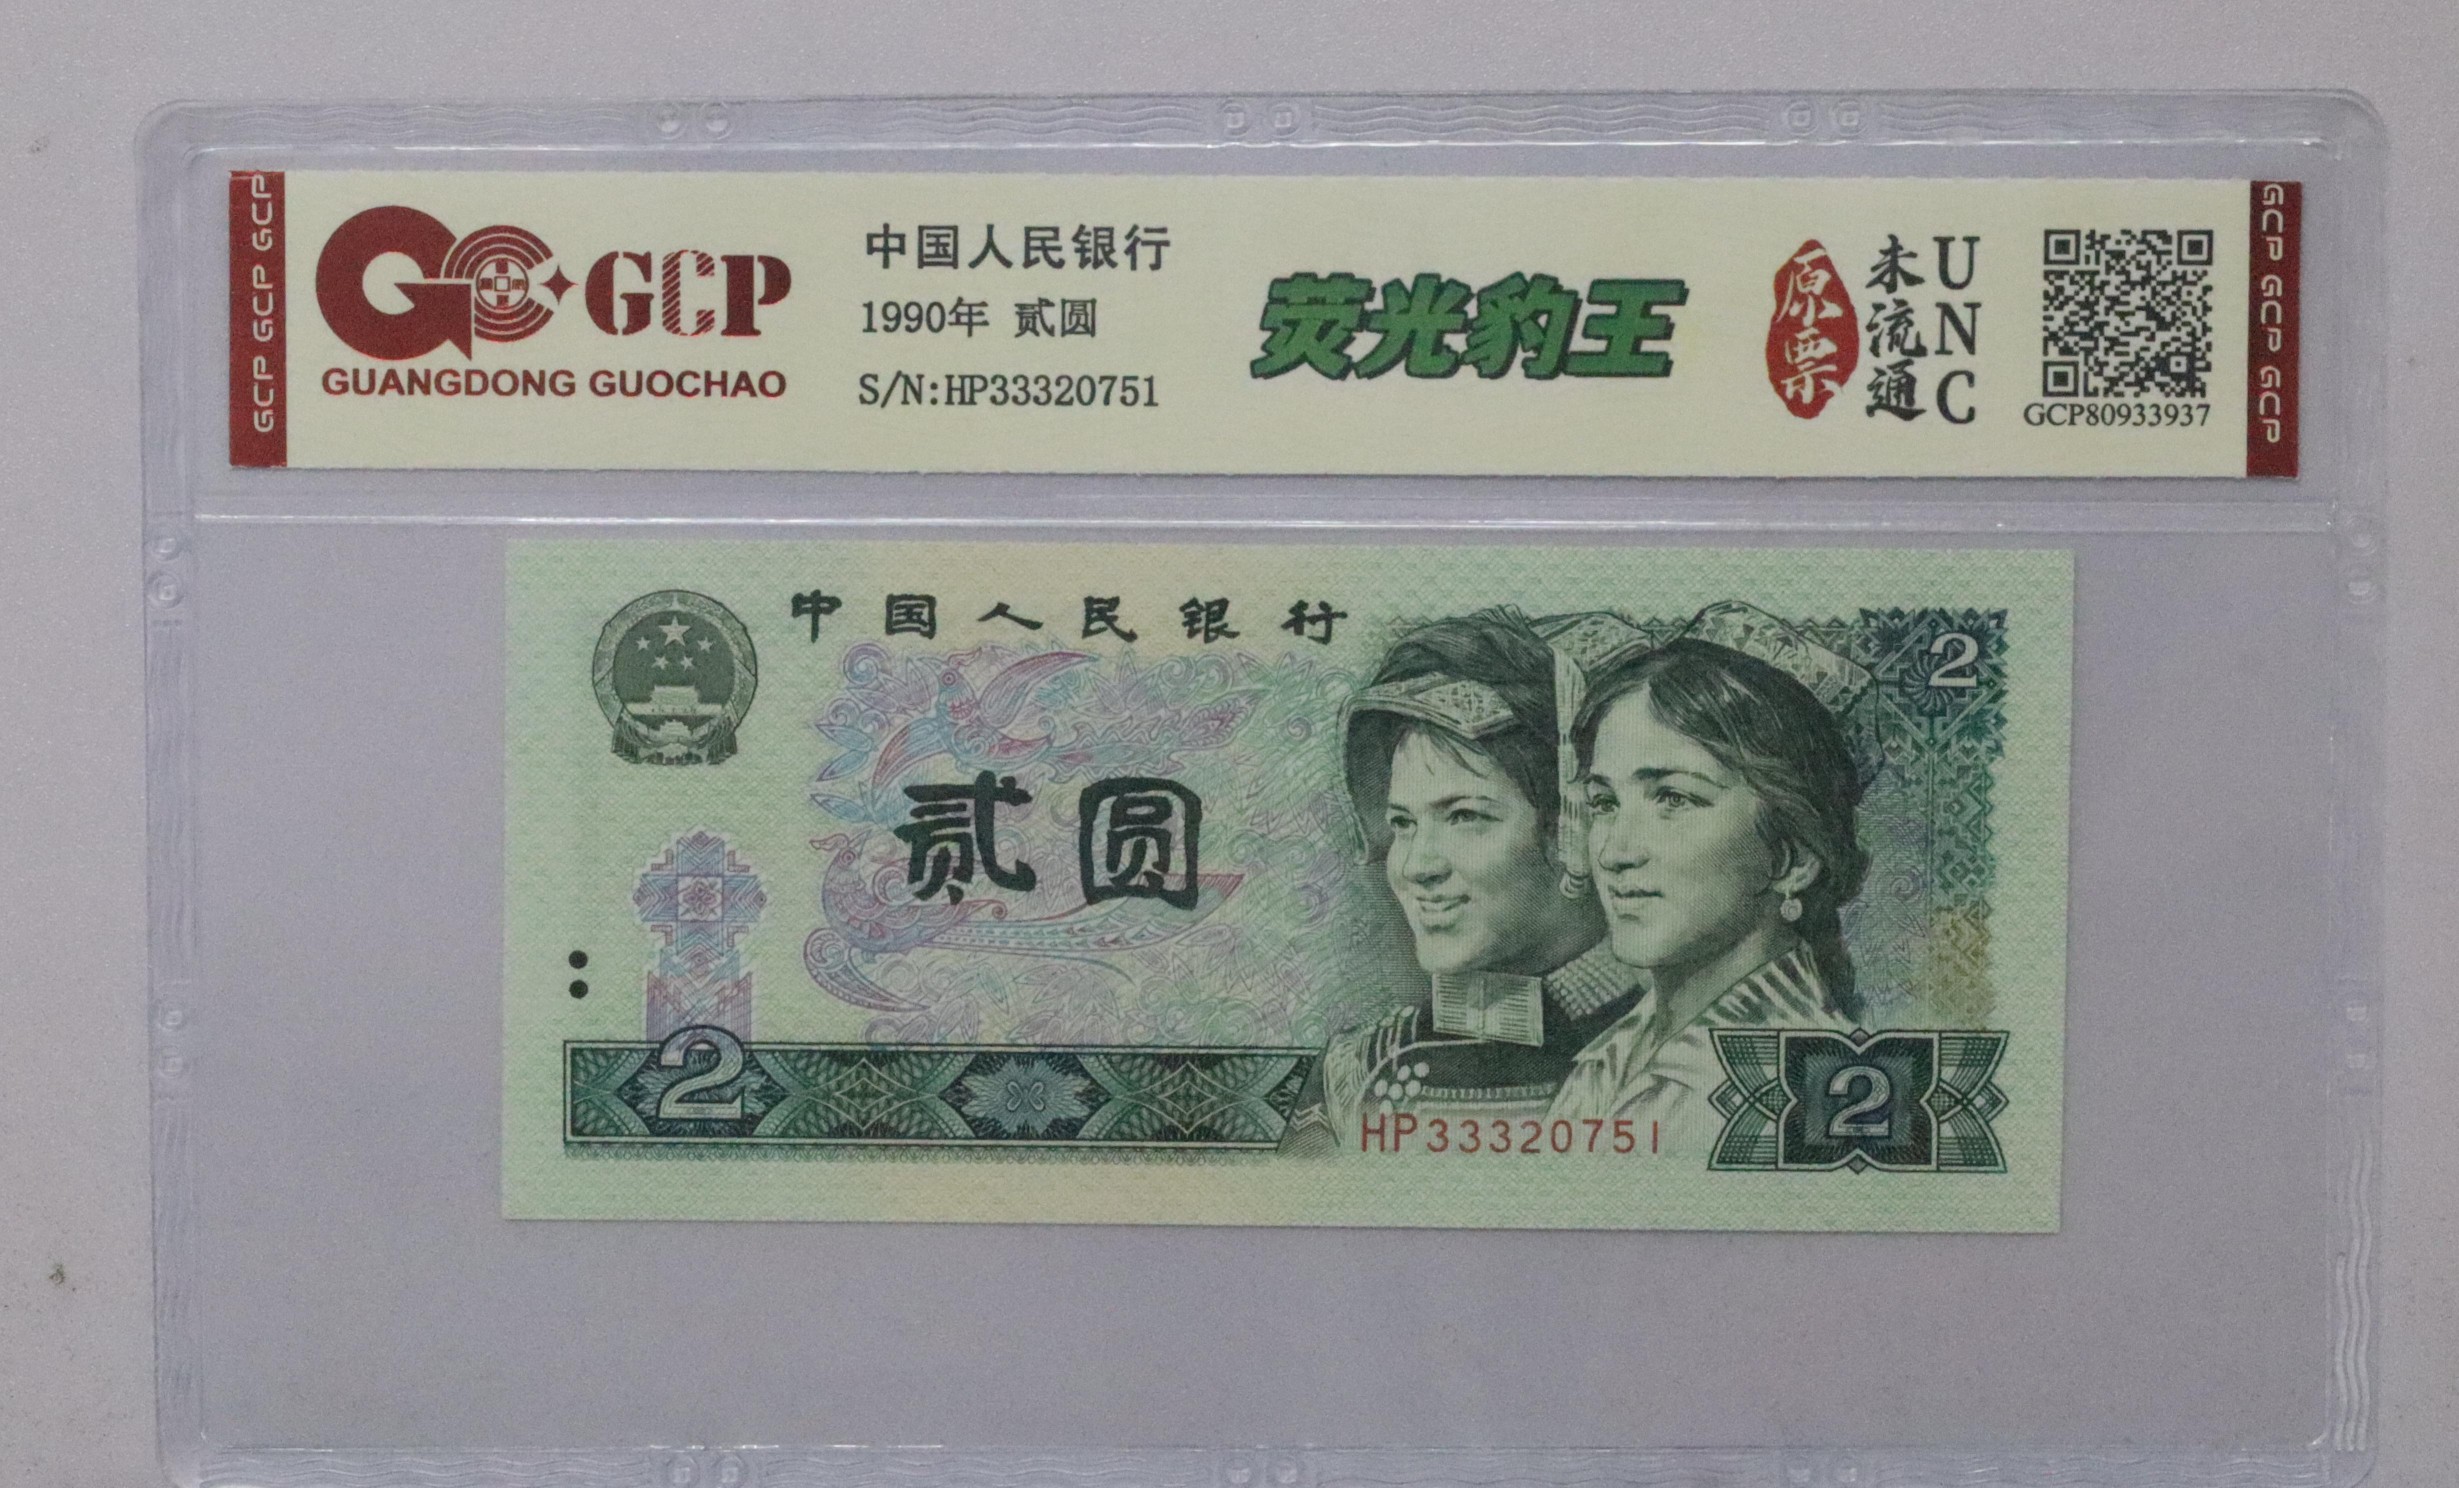 GCP GCP GCP
GCP
GUANGDONG GUOCHAO
中国人民银行
1990年 贰圆
S/N:HP33320751
荧光豹王
原票
未流通
UNC
GCP80933937
GCP GCP GCP
中国人民银行
2
贰圆
2
HP33320751
2